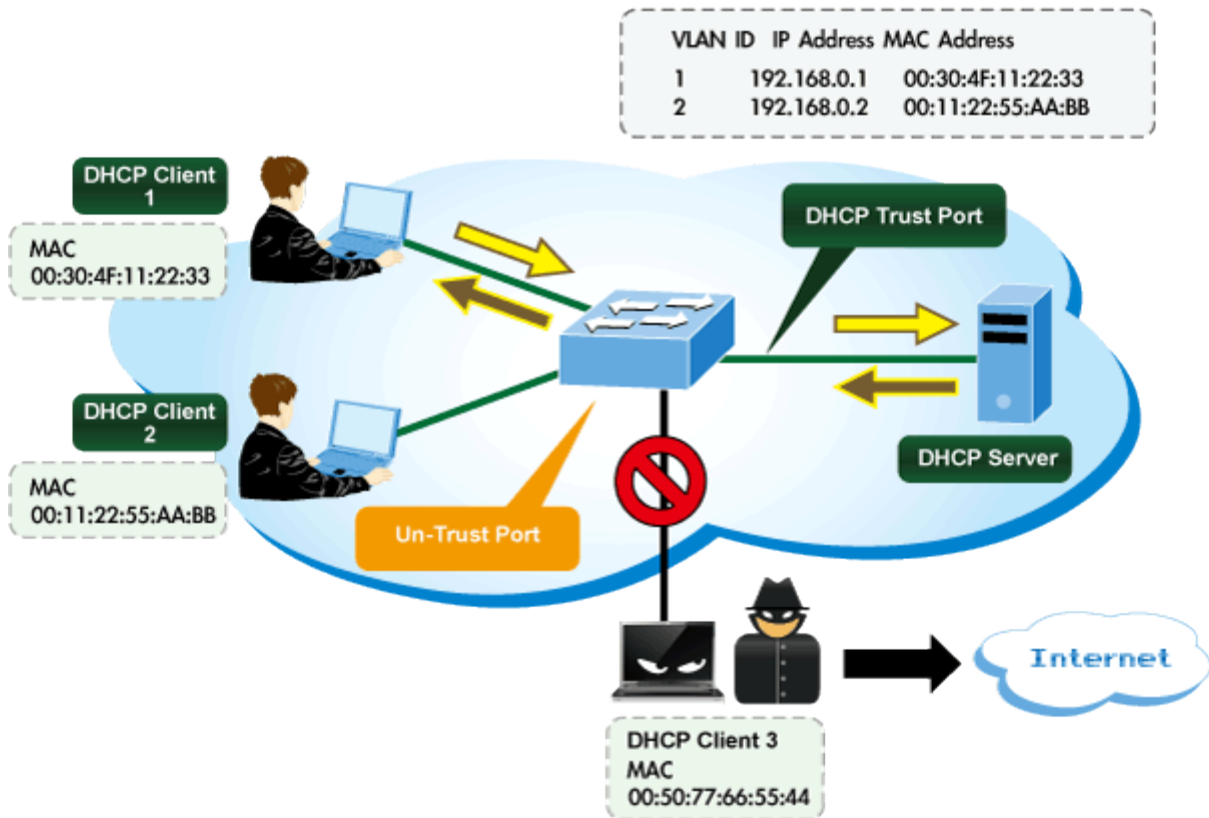 VLAN ID IP Address MAC Address
1 192.168.0.1 00:30:4F:11:22:33
2 192.168.0.2 00:11:22:55:AA:BB
DHCP Client
1
MAC
00:30:4F:11:22:33
DHCP Trust Port
DHCP Client
2
MAC
00:11:22:55:AA:BB
Un-Trust Port
DHCP Server
Internet
DHCP Client 3
MAC
00:50:77:66:55:44